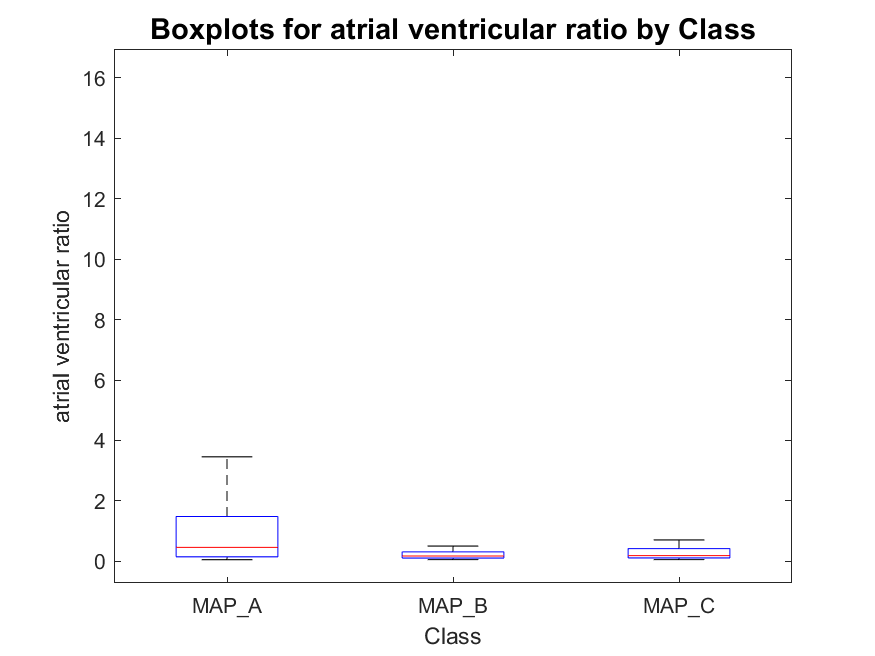 Boxplots for atrial ventricular ratio by Class
atrial ventricular ratio
16
14
12
10
8
6
4
2
0
MAP_A MAP_B MAP_C
Class